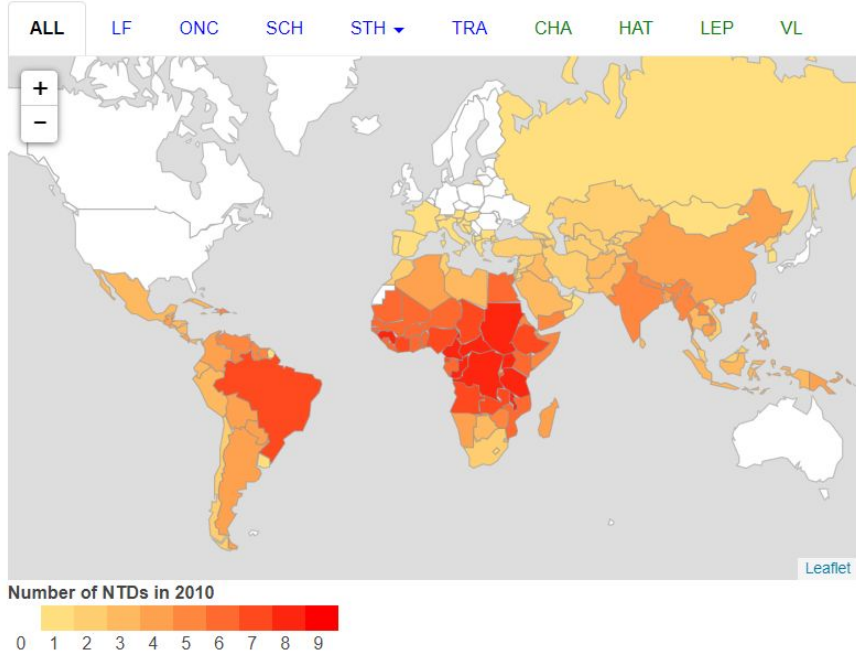 ALL LF ONC SCH STH TRA CHA HAT LEP VL
+
−
Leaflet
Number of NTDs in 2010
0 1 2 3 4 5 6 7 8 9